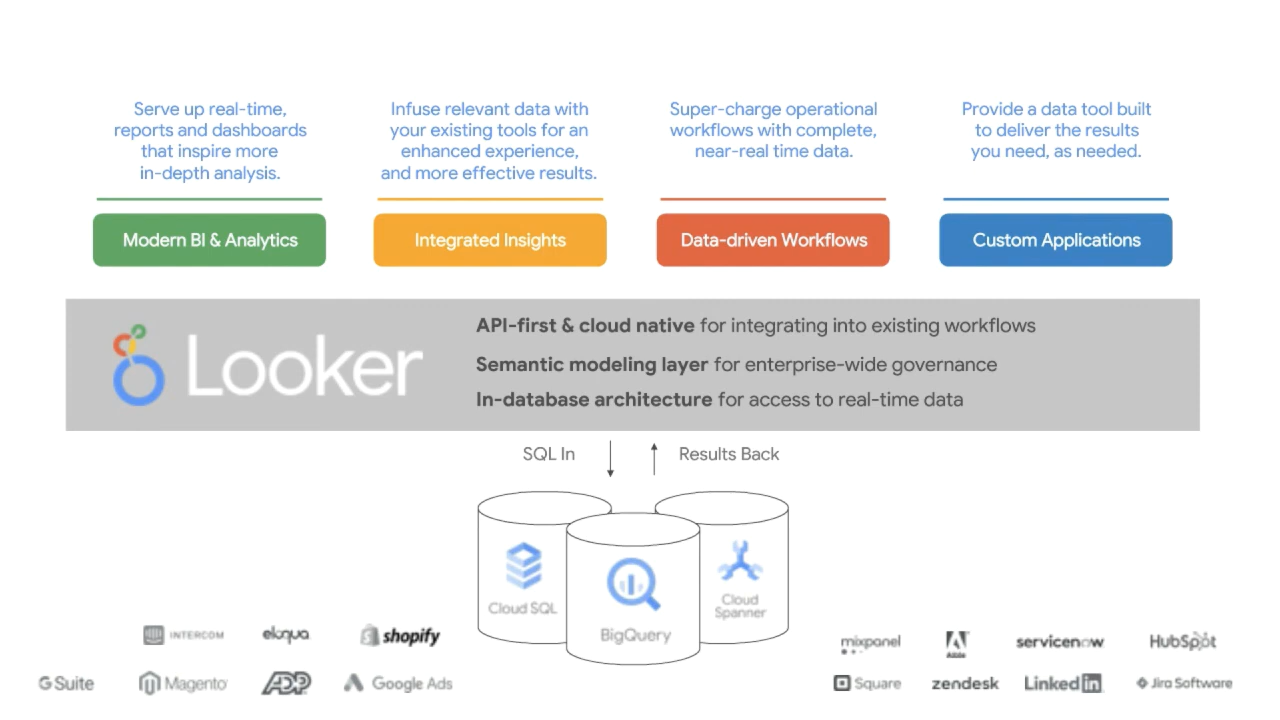 Serve up real-time,
reports and dashboards
that inspire more
in-depth analysis.
Infuse relevant data with
your existing tools for an
enhanced experience,
and more effective results.
Super-charge operational
workflows with complete,
near-real time data.
Provide a data tool built
to deliver the results
you need, as needed.
Modern BI & Analytics
Integrated Insights
Data-driven Workflows
Custom Applications
Looker
API-first & cloud native for integrating into existing workflows
Semantic modeling layer for enterprise-wide governance
In-database architecture for access to real-time data
SQL In
Results Back
Cloud SQL
BigQuery
Cloud
Spanner
INTERCOM
eloqua
shopify
G Suite
Magento
ADP
Google Ads
mixpanel
Adobe
servicenow
HubSpot
Square
zendesk
LinkedIn
Jira Software